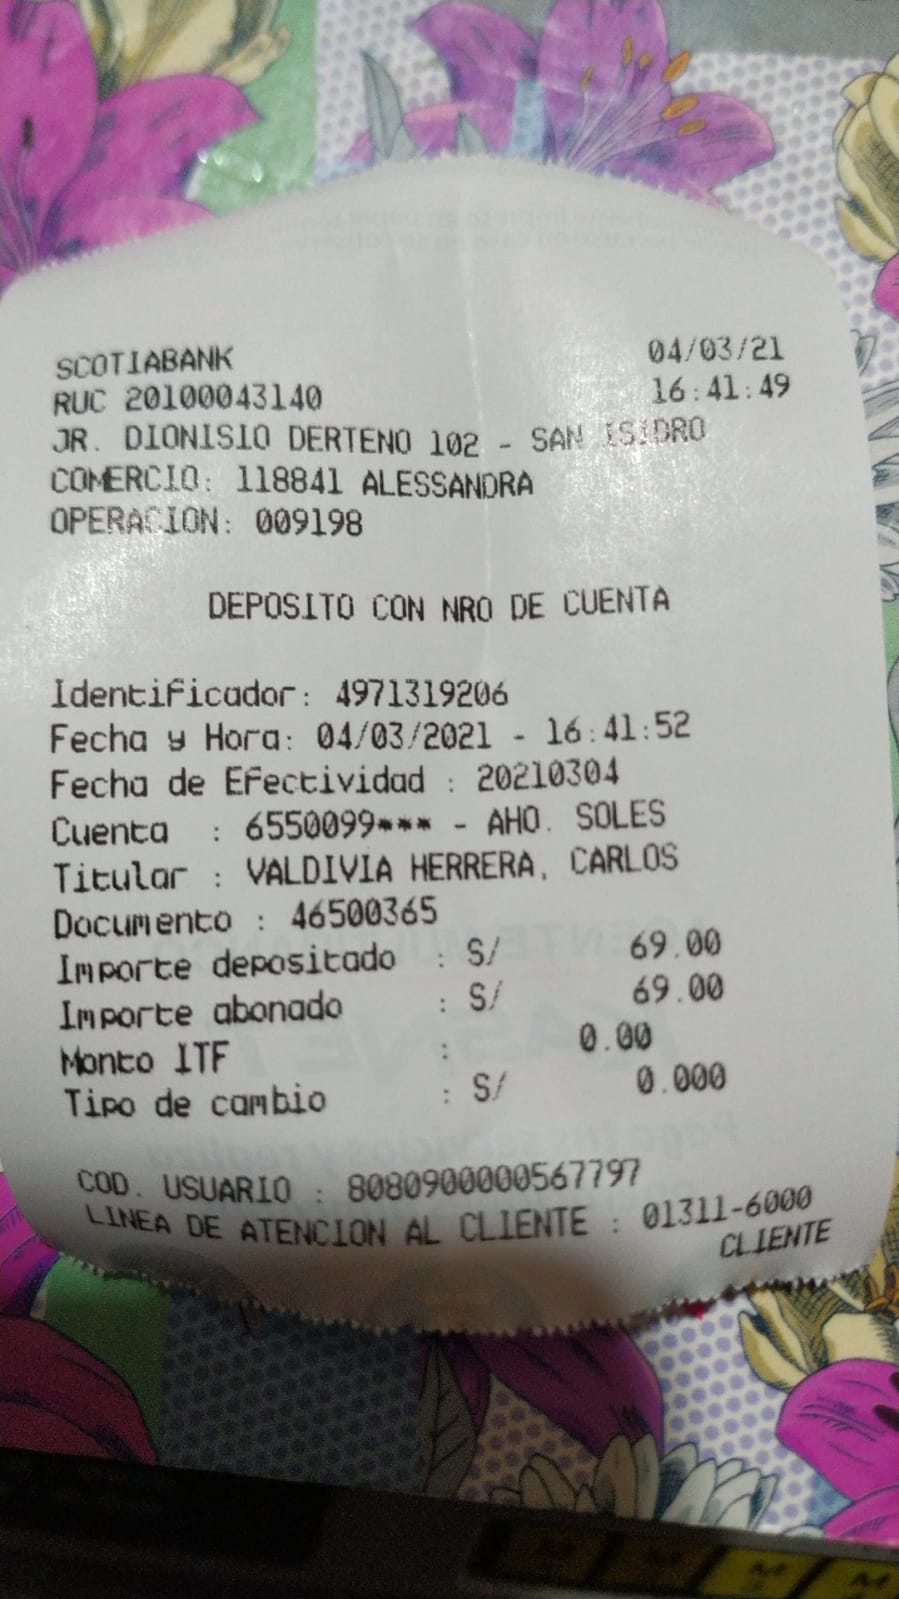 SCOTIABANK 04/03/21
RUC 20100043140 16:41:49
JR. DIONISIO DERTENO 102 - SAN ISIDRO
COMERCIO: 118841 ALESSANDRA
OPERACION: 009198
DEPOSITO CON NRO DE CUENTA
Identificador: 4971319206
Fecha y Hora: 04/03/2021 - 16:41:52
Fecha de Efectividad : 20210304
Cuenta : 6550099*** - AHO. SOLES
Titular : VALDIVIA HERRERA, CARLOS
Documento : 46500365
Importe depositado : S/ 69.00
Importe abonado : S/ 69.00
Monto ITF : 0.00
Tipo de cambio : S/ 0.000
COD. USUARIO : 8080900000567797
LINEA DE ATENCION AL CLIENTE : 01311-6000
CLIENTE